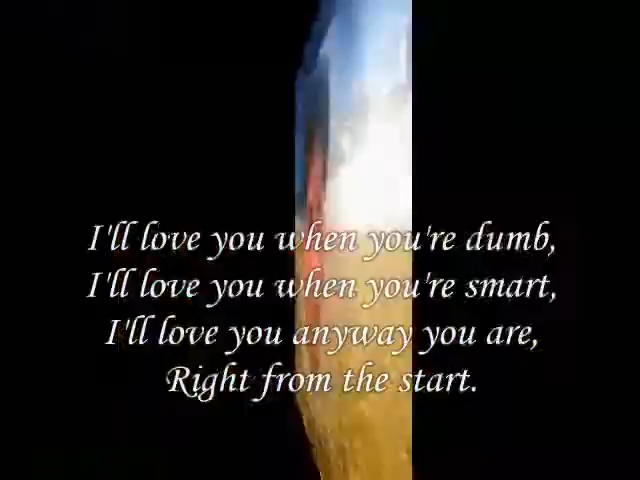 I'll love you when you're dumb,
I'll love you when you're smart,
I'll love you anyway you are,
Right from the start.